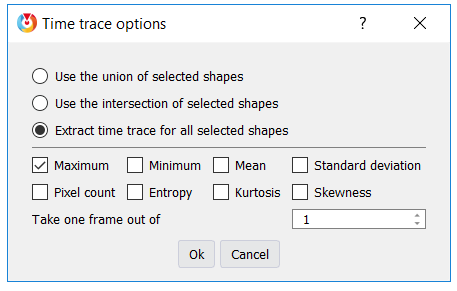 Time trace options ?
Use the union of selected shapes
Use the intersection of selected shapes
Extract time trace for all selected shapes
Maximum Minimum Mean Standard deviation
Pixel count Entropy Kurtosis Skewness
Take one frame out of 1
Ok Cancel